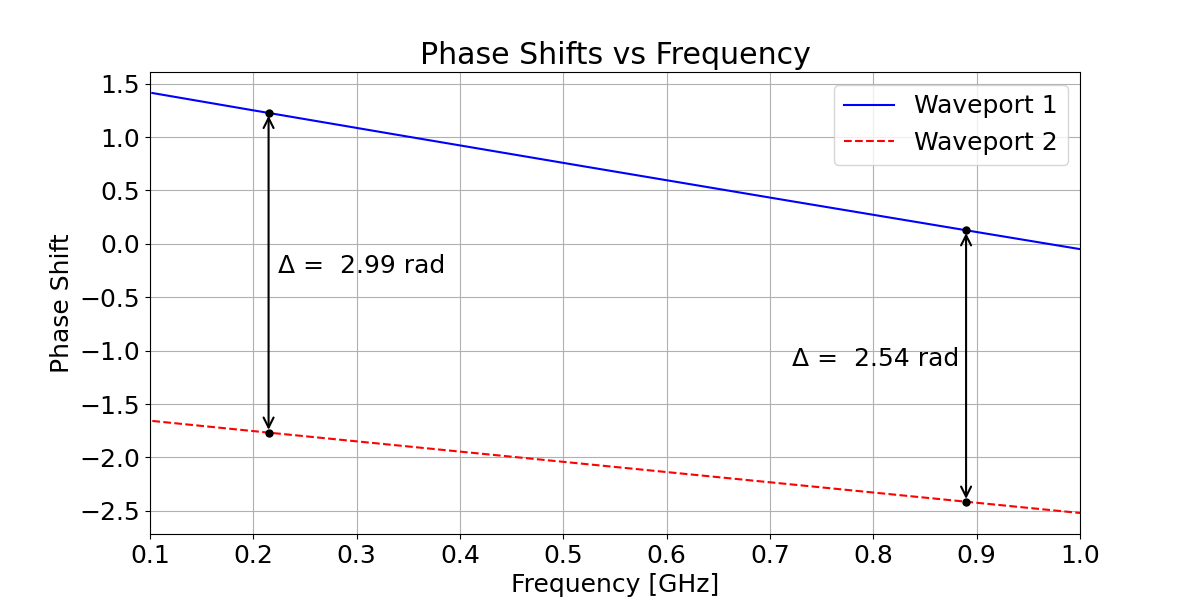 Phase Shifts vs Frequency
Waveport 1
Waveport 2
Phase Shift
1.5
1.0
0.5
0.0
−0.5
−1.0
−1.5
−2.0
−2.5
Δ =  2.99 rad
Δ =  2.54 rad
0.1 0.2 0.3 0.4 0.5 0.6 0.7 0.8 0.9 1.0
Frequency [GHz]